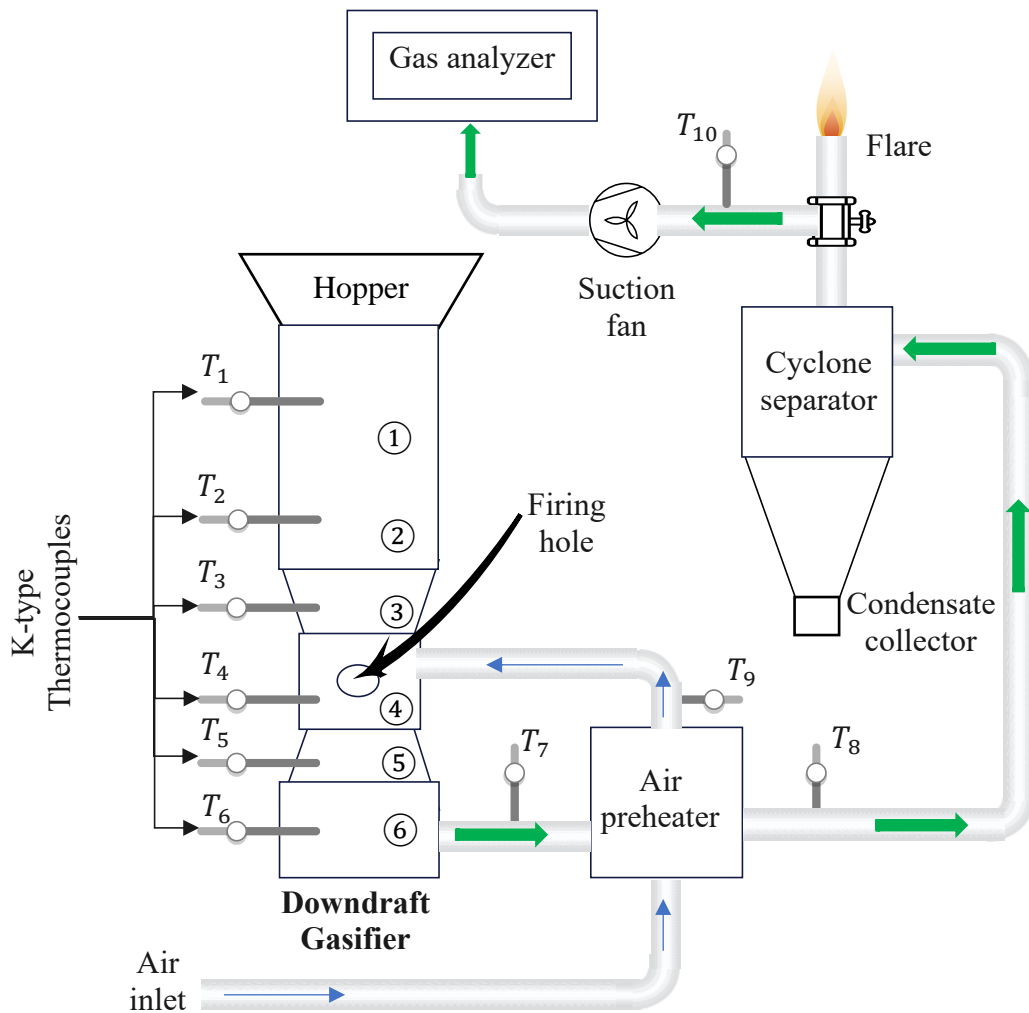 Gas analyzer
T10
Flare
Suction
fan
Hopper
Cyclone
separator
T1
①
T2
②
Firing
hole
T3
③
Condensate
collector
K-type
Thermocouples
T4
④
T9
T5
⑤
T7
T8
Air
preheater
T6
⑥
Downdraft
Gasifier
Air
inlet